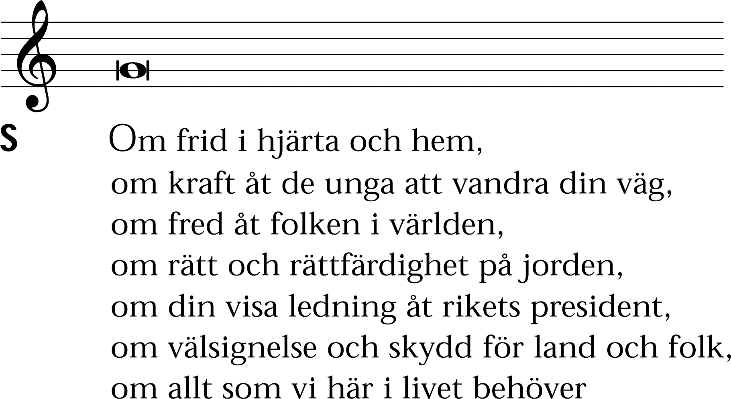 S Om frid i hjärta och hem,
om kraft åt de unga att vandra din väg,
om fred åt folken i världen,
om rätt och rättfärdighet på jorden,
om din visa ledning åt rikets president,
om välsignelse och skydd för land och folk,
om allt som vi här i livet behöver